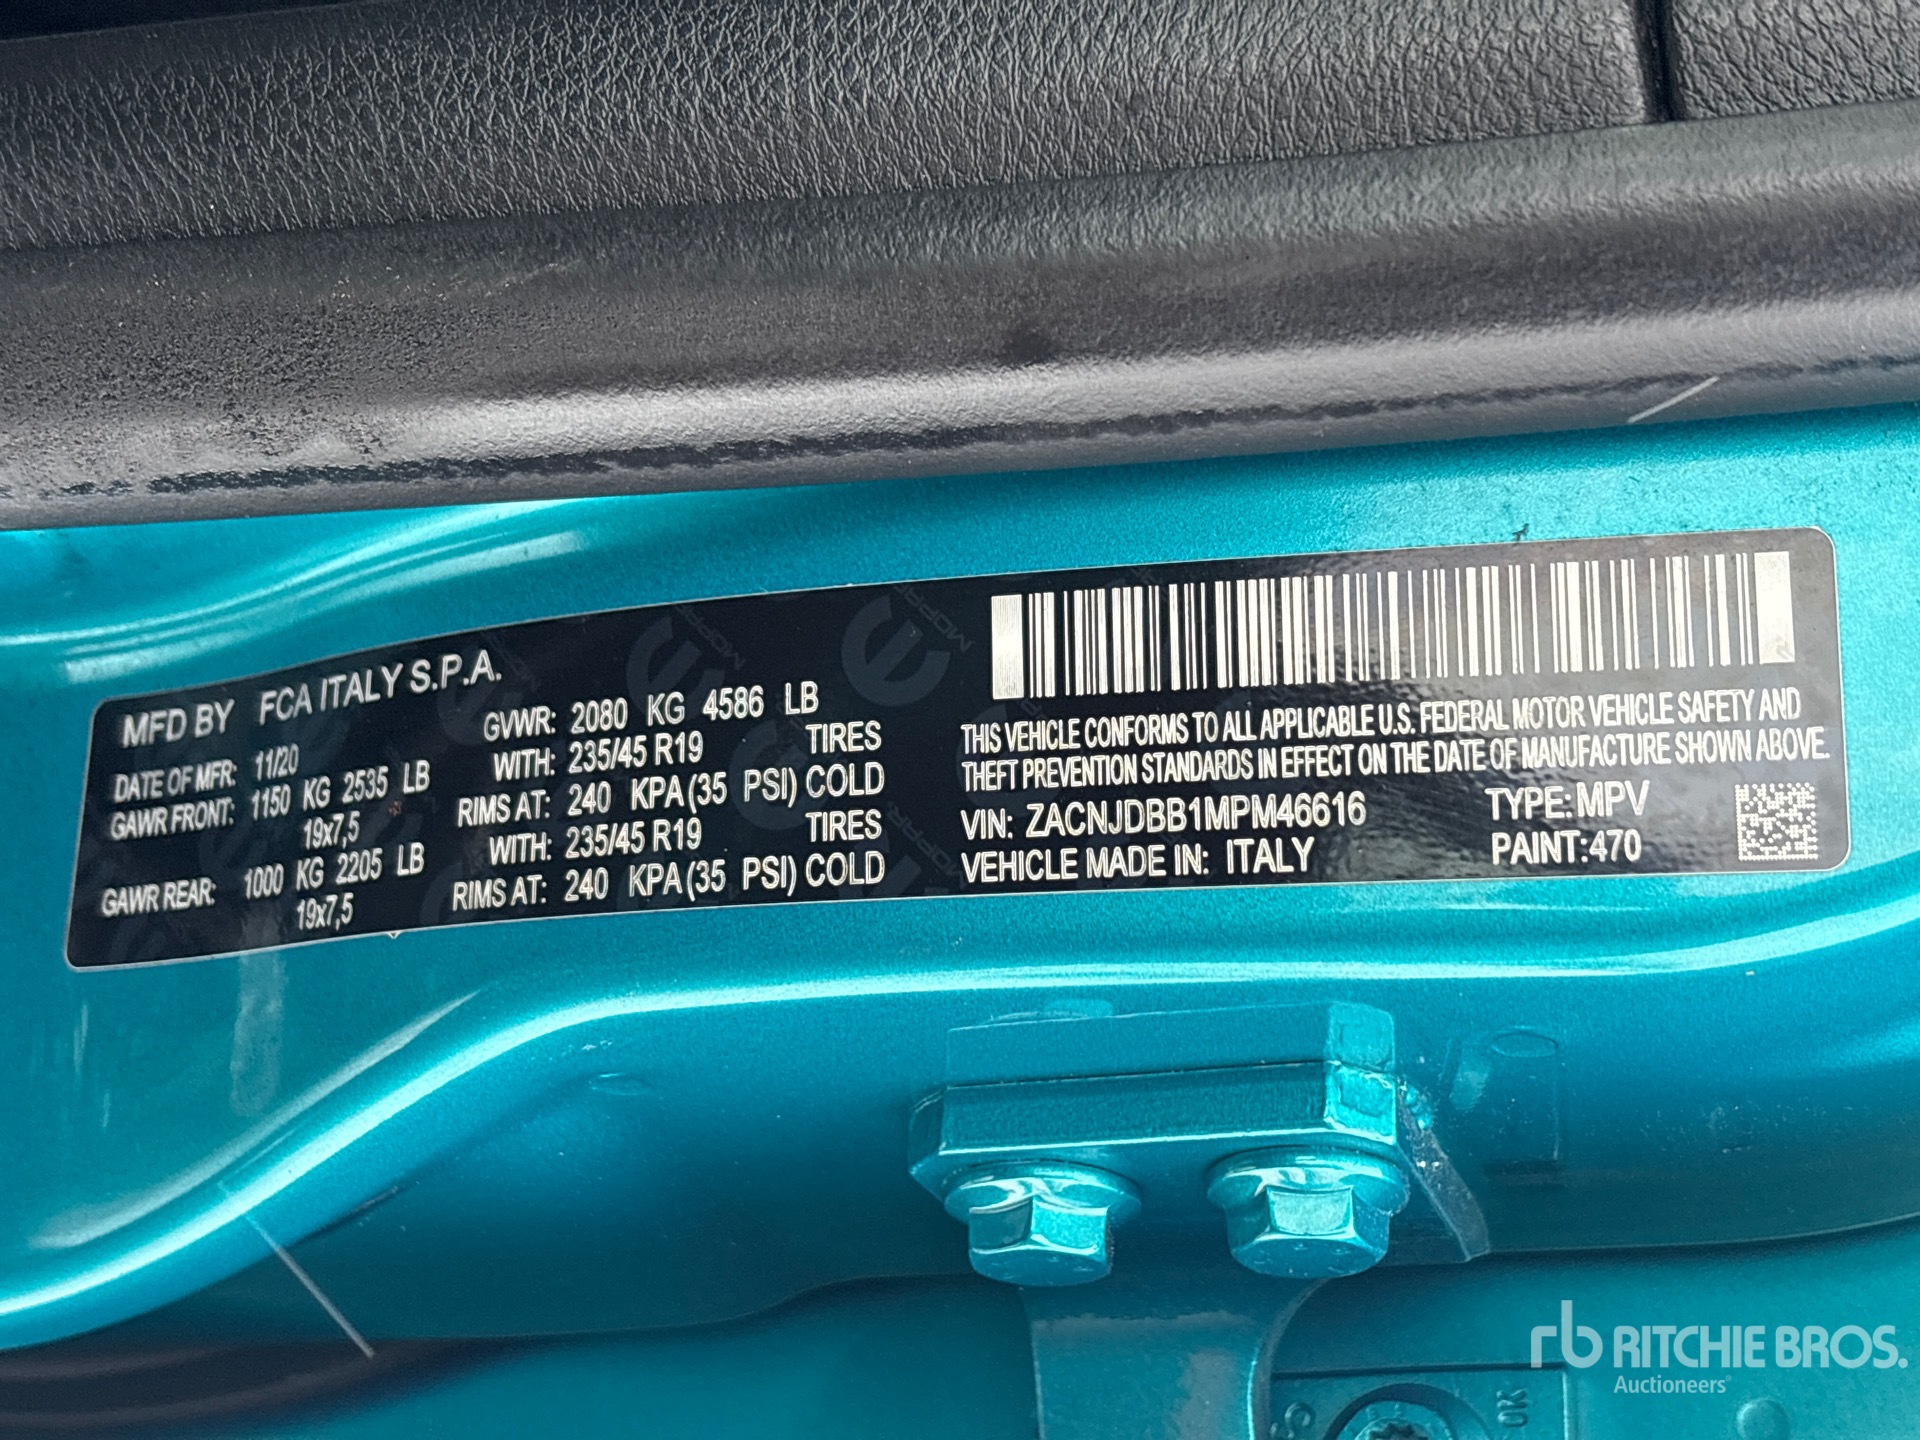 MFD BY FCA ITALY S.P.A.
DATE OF MFR: 11/20 GVWR: 2080 KG 4586 LB
GAWR FRONT: 1150 KG 2535 LB WITH: 235/45 R19 TIRES
19x7,5 RIMS AT: 240 KPA(35 PSI) COLD
GAWR REAR: 1000 KG 2205 LB WITH: 235/45 R19 TIRES
19x7,5 RIMS AT: 240 KPA(35 PSI) COLD
THIS VEHICLE CONFORMS TO ALL APPLICABLE U.S. FEDERAL MOTOR VEHICLE SAFETY AND
THEFT PREVENTION STANDARDS IN EFFECT ON THE DATE OF MANUFACTURE SHOWN ABOVE.
VIN: ZACNJDBB1MPM46616 TYPE: MPV
VEHICLE MADE IN: ITALY PAINT:470
MOPAR
MOPAR
OK
rb RITCHIE BROS.
Auctioneers